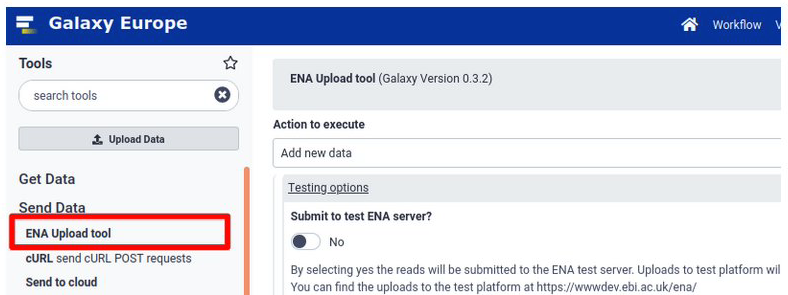 Galaxy Europe
Workflow
Tools
search tools
Upload Data
Get Data
Send Data
ENA Upload tool
cURL send cURL POST requests
Send to cloud
ENA Upload tool (Galaxy Version 0.3.2)
Action to execute
Add new data
Testing options
Submit to test ENA server?
No
By selecting yes the reads will be submitted to the ENA test server. Uploads to test platform
You can find the uploads to the test platform at https://wwwdev.ebi.ac.uk/ena/